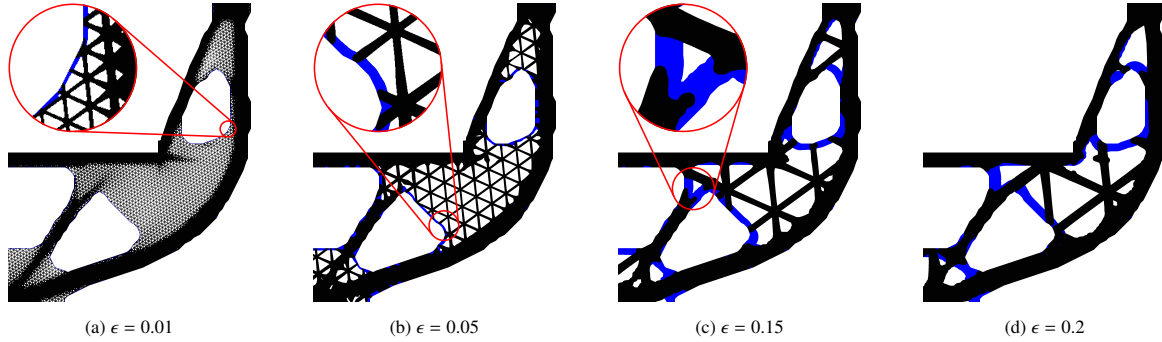 (a) ϵ = 0.01 (b) ϵ = 0.05 (c) ϵ = 0.15 (d) ϵ = 0.2